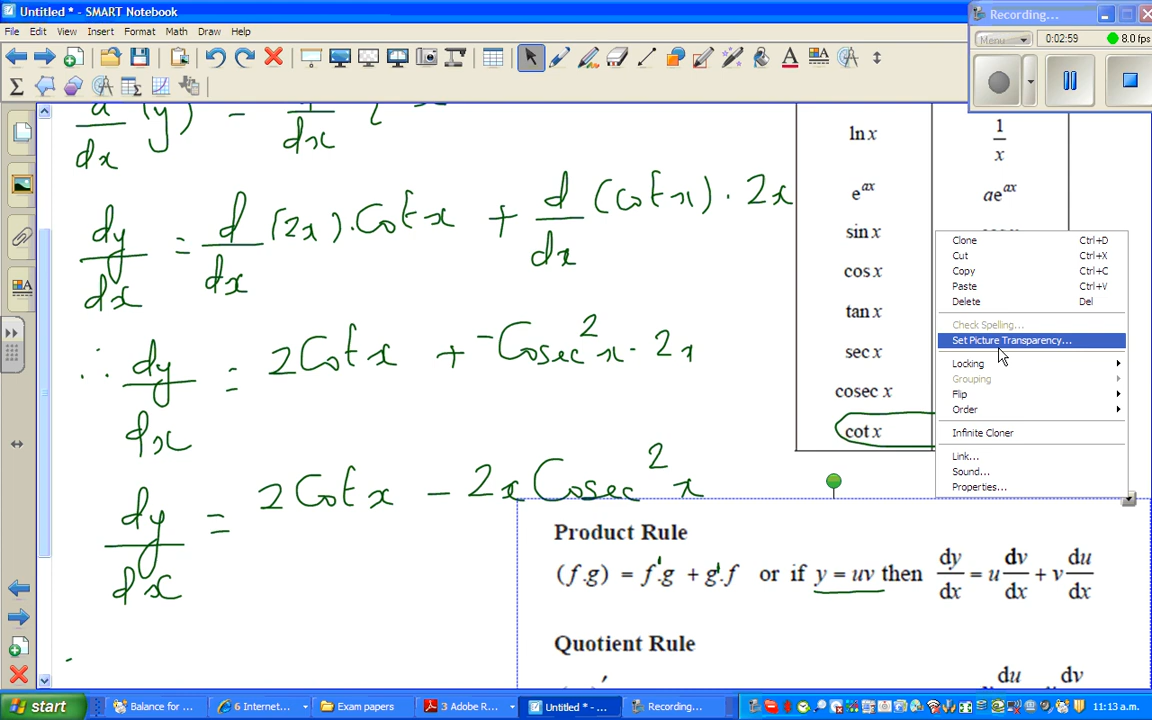 Untitled * - SMART Notebook
Recording...
File Edit View Insert Format Math Draw Help
Menu
0:02:59
8.0 fps
dx (y) = dx
dy/dx = d/dx (2x).Cot x + d/dx (Cot x) . 2x
∴ dy/dx = 2Cot x + -Cosec²x . 2x
dy/dx = 2Cot x - 2x Cosec²x
ln x 1/x
e^ax ae^ax
sin x
cos x
tan x
sec x
cosec x
cot x
Clone Ctrl+D
Cut Ctrl+X
Copy Ctrl+C
Paste Ctrl+V
Delete Del
Check Spelling...
Set Picture Transparency...
Locking
Grouping
Flip
Order
Infinite Cloner
Link...
Sound...
Properties...
Product Rule
(f.g) = f'.g + g'.f or if y = uv then dy/dx = u dv/dx + v du/dx
Quotient Rule
du dv
start
Balance for ...
6 Internet...
Exam papers
3 Adobe R...
Untitled * - ...
Recording...
11:13 a.m.